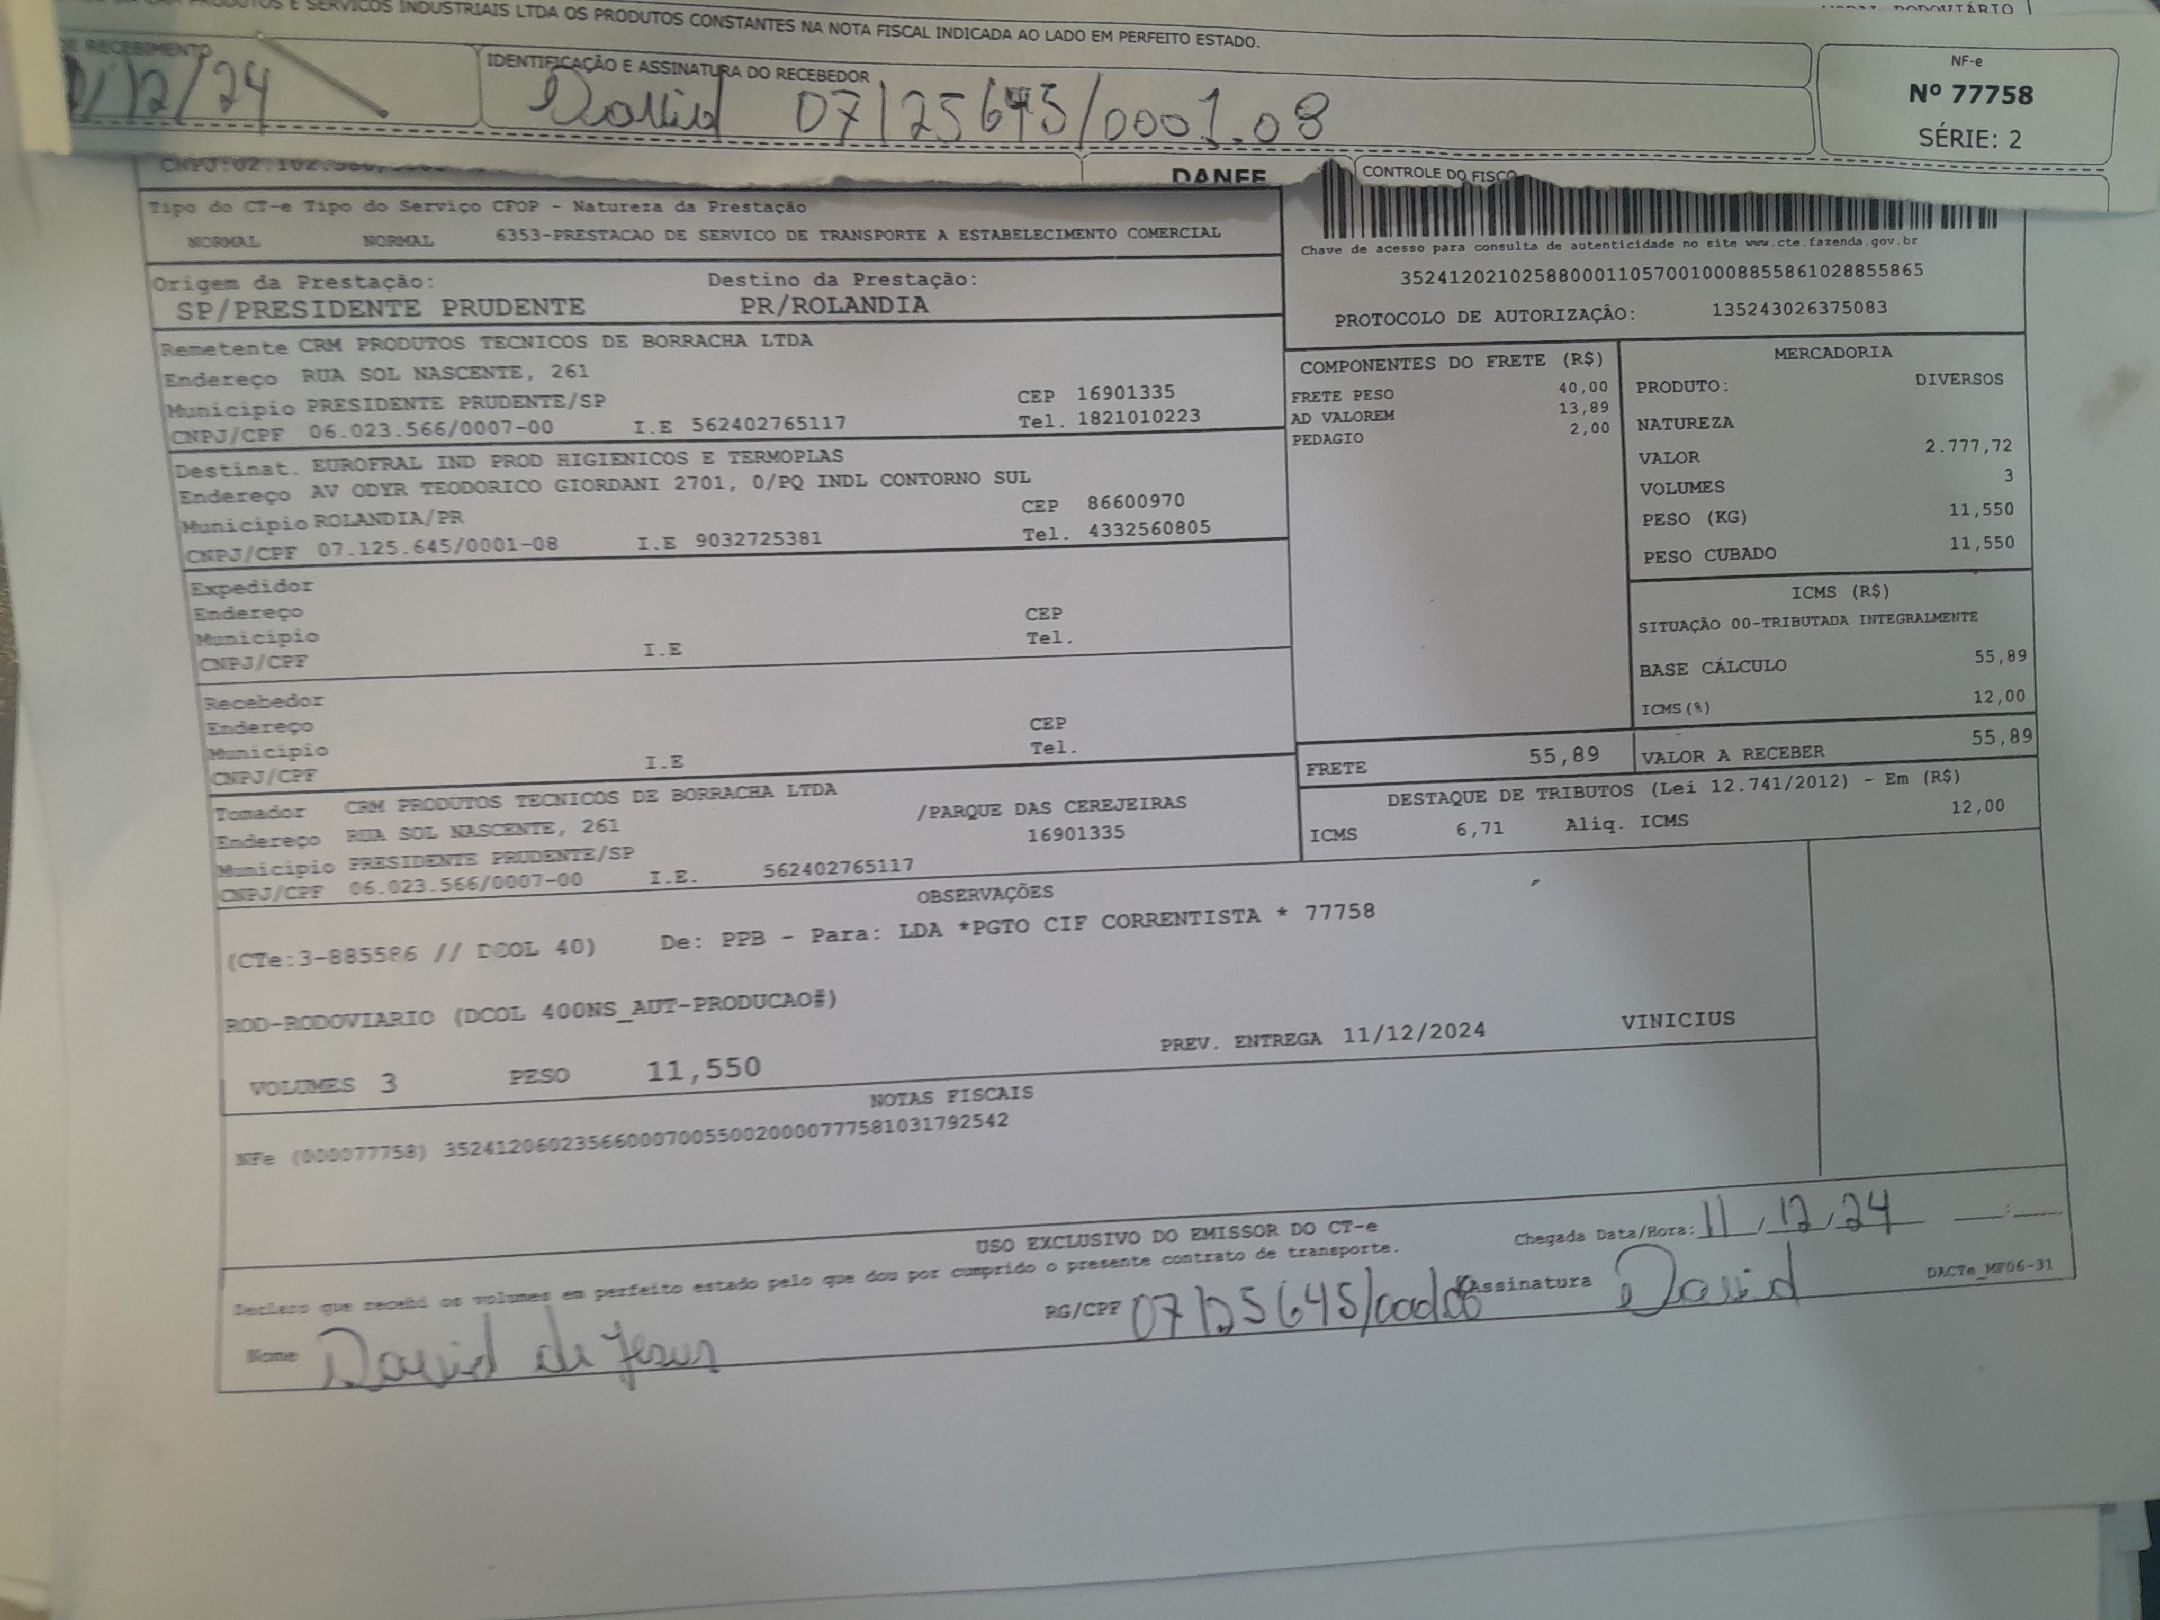 PRODUTOS E SERVICOS INDUSTRIAIS LTDA OS PRODUTOS CONSTANTES NA NOTA FISCAL INDICADA AO LADO EM PERFEITO ESTADO.
RODOVIÁRIO
DE RECEBIMENTO
/12/24
IDENTIFICAÇÃO E ASSINATURA DO RECEBEDOR
David 07125645/0001.08
NF-e
Nº 77758
SÉRIE: 2
DANFE
CONTROLE DO FISCO
Tipo do CT-e Tipo do Serviço CFOP - Natureza da Prestação
NORMAL NORMAL 6353-PRESTACAO DE SERVICO DE TRANSPORTE A ESTABELECIMENTO COMERCIAL
Chave de acesso para consulta de autenticidade no site www.cte.fazenda.gov.br
35241202102588000110570010008855861028855865
PROTOCOLO DE AUTORIZAÇÃO: 135243026375083
Origem da Prestação: Destino da Prestação:
SP/PRESIDENTE PRUDENTE PR/ROLANDIA
Remetente CRM PRODUTOS TECNICOS DE BORRACHA LTDA
Endereço RUA SOL NASCENTE, 261
Município PRESIDENTE PRUDENTE/SP CEP 16901335
CNPJ/CPF 06.023.566/0007-00 I.E 562402765117 Tel. 1821010223
Destinat. EUROFRAL IND PROD HIGIENICOS E TERMOPLAS
Endereço AV ODYR TEODORICO GIORDANI 2701, 0/PQ INDL CONTORNO SUL
Município ROLANDIA/PR CEP 86600970
CNPJ/CPF 07.125.645/0001-08 I.E 9032725381 Tel. 4332560805
Expedidor
Endereço CEP
Município Tel.
CNPJ/CPF I.E
Recebedor
Endereço CEP
Município Tel.
CNPJ/CPF I.E
Tomador CRM PRODUTOS TECNICOS DE BORRACHA LTDA
Endereço RUA SOL NASCENTE, 261 /PARQUE DAS CEREJEIRAS
Município PRESIDENTE PRUDENTE/SP 16901335
CNPJ/CPF 06.023.566/0007-00 I.E. 562402765117
COMPONENTES DO FRETE (R$)
FRETE PESO 40,00
AD VALOREM 13,89
PEDAGIO 2,00
MERCADORIA
PRODUTO: DIVERSOS
NATUREZA
VALOR 2.777,72
VOLUMES 3
PESO (KG) 11,550
PESO CUBADO 11,550
ICMS (R$)
SITUAÇÃO 00-TRIBUTADA INTEGRALMENTE
BASE CÁLCULO 55,89
ICMS(%) 12,00
FRETE 55,89 VALOR A RECEBER 55,89
DESTAQUE DE TRIBUTOS (Lei 12.741/2012) - Em (R$)
ICMS 6,71 Aliq. ICMS 12,00
OBSERVAÇÕES
(CTe:3-885586 // DCOL 40) De: PPB - Para: LDA *PGTO CIF CORRENTISTA * 77758
ROD-RODOVIARIO (DCOL 400NS_AUT-PRODUCAO#)
VOLUMES 3 PESO 11,550 PREV. ENTREGA 11/12/2024 VINICIUS
NOTAS FISCAIS
NFe (000077758) 35241206023566000700550020000777581031792542
USO EXCLUSIVO DO EMISSOR DO CT-e
Chegada Data/Hora: 11/12/24
Declaro que recebi os volumes em perfeito estado pelo que dou por cumprido o presente contrato de transporte.
Nome David de Jesus RG/CPF Assinatura David
DACTe_MF06-31